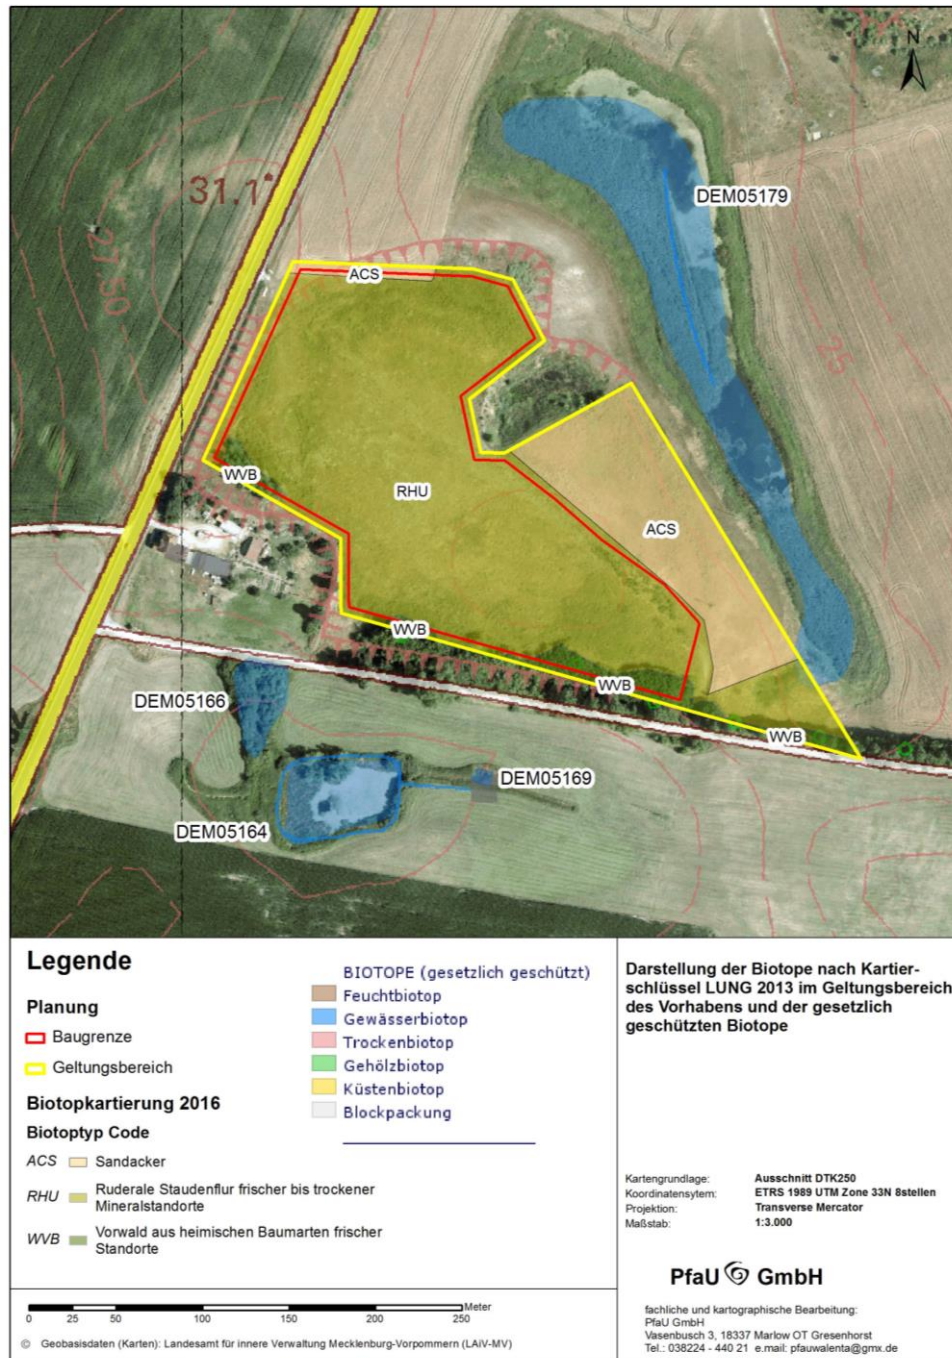 N
DEM05179
31.1
27.50
ACS
25
WVB
RHU
ACS
WVB
WVB
DEM05166
WVB
DEM05169
DEM05164
Legende
Planung
Baugrenze
Geltungsbereich
Biotopkartierung 2016
Biotoptyp Code
ACS Sandacker
RHU Ruderale Staudenflur frischer bis trockener
Mineralstandorte
WVB Vorwald aus heimischen Baumarten frischer
Standorte
BIOTOPE (gesetzlich geschützt)
Feuchtbiotop
Gewässerbiotop
Trockenbiotop
Gehölzbiotop
Küstenbiotop
Blockpackung
Darstellung der Biotope nach Kartier-
schlüssel LUNG 2013 im Geltungsbereich
des Vorhabens und der gesetzlich
geschützten Biotope
Kartengrundlage: Ausschnitt DTK250
Koordinatensytem: ETRS 1989 UTM Zone 33N 8stellen
Projektion: Transverse Mercator
Maßstab: 1:3.000
PfaU GmbH
fachliche und kartographische Bearbeitung:
PfaU GmbH
Vasenbusch 3, 18337 Marlow OT Gresenhorst
Tel.: 038224 - 440 21 e.mail: pfauwalenta@gmx.de
Meter
0 25 50 100 150 200 250
© Geobasisdaten (Karten): Landesamt für innere Verwaltung Mecklenburg-Vorpommern (LAiV-MV)